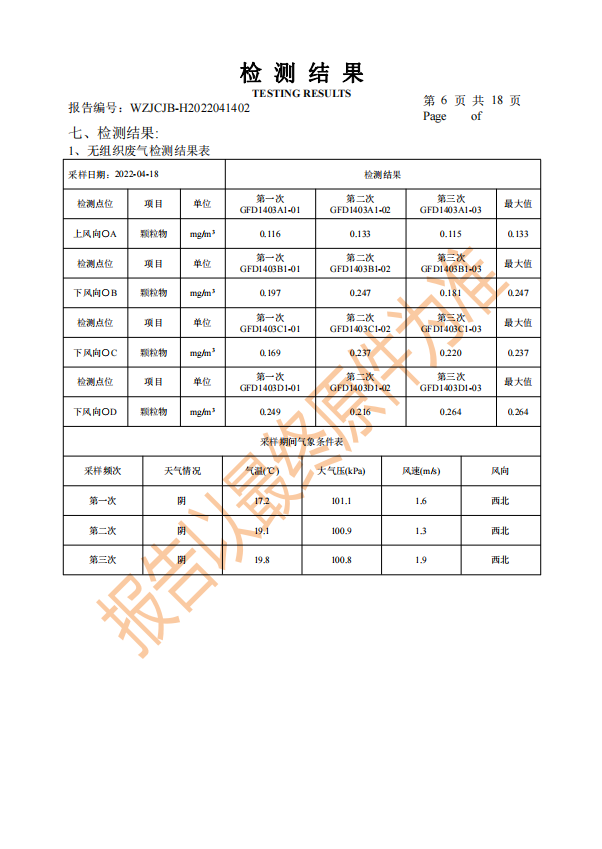 检 测 结 果
TESTING RESULTS
报告编号：WZJCJB-H2022041402
第 6 页 共 18 页
Page of
七、检测结果:
1、无组织废气检测结果表
采样日期：2022-04-18 检测结果
检测点位 项目 单位 第一次 GFD1403A1-01 第二次 GFD1403A1-02 第三次 GFD1403A1-03 最大值
上风向〇A 颗粒物 mg/m³ 0.116 0.133 0.115 0.133
检测点位 项目 单位 第一次 GFD1403B1-01 第二次 GFD1403B1-02 第三次 GFD1403B1-03 最大值
下风向〇B 颗粒物 mg/m³ 0.197 0.247 0.181 0.247
检测点位 项目 单位 第一次 GFD1403C1-01 第二次 GFD1403C1-02 第三次 GFD1403C1-03 最大值
下风向〇C 颗粒物 mg/m³ 0.169 0.237 0.220 0.237
检测点位 项目 单位 第一次 GFD1403D1-01 第二次 GFD1403D1-02 第三次 GFD1403D1-03 最大值
下风向〇D 颗粒物 mg/m³ 0.249 0.216 0.264 0.264
采样期间气象条件表
采样频次 天气情况 气温(℃) 大气压(kPa) 风速(m/s) 风向
第一次 阴 17.2 101.1 1.6 西北
第二次 阴 19.1 100.9 1.3 西北
第三次 阴 19.8 100.8 1.9 西北
报告以最终原件为准